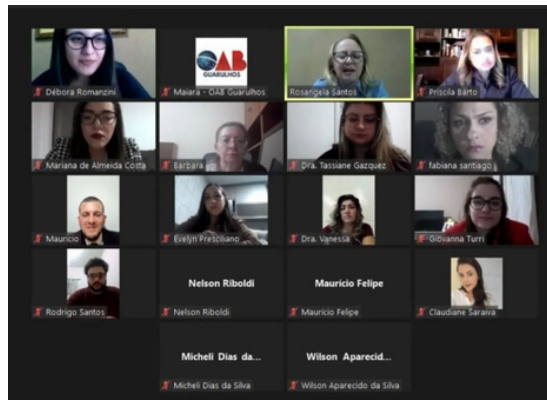 OAB
GUARULHOS
Débora Romanzini
Maiara - OAB Guarulhos
Rosangela Santos
Priscila Barto
Mariana de Almeida Costa
Barbara
Dra. Tassiane Gazquez
fabiana santiago
Mauricio
Evelyn Presciliano
Dra. Vanessa
Giovanna Turri
Nelson Riboldi
Maurício Felipe
Rodrigo Santos
Nelson Riboldi
Maurício Felipe
Claudiane Saraiva
Micheli Dias da...
Wilson Aparecid...
Micheli Dias da Silva
Wilson Aparecido da Silva